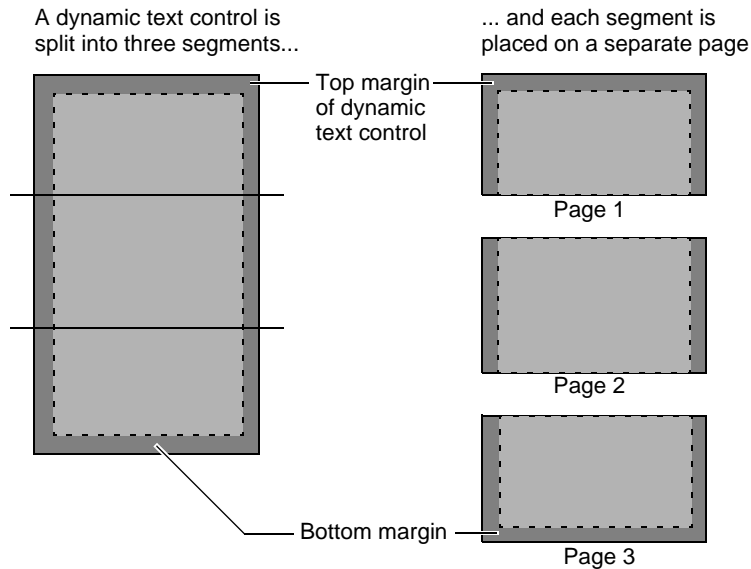 A dynamic text control is
split into three segments...
... and each segment is
placed on a separate page
Top margin
of dynamic
text control
Page 1
Page 2
Bottom margin
Page 3